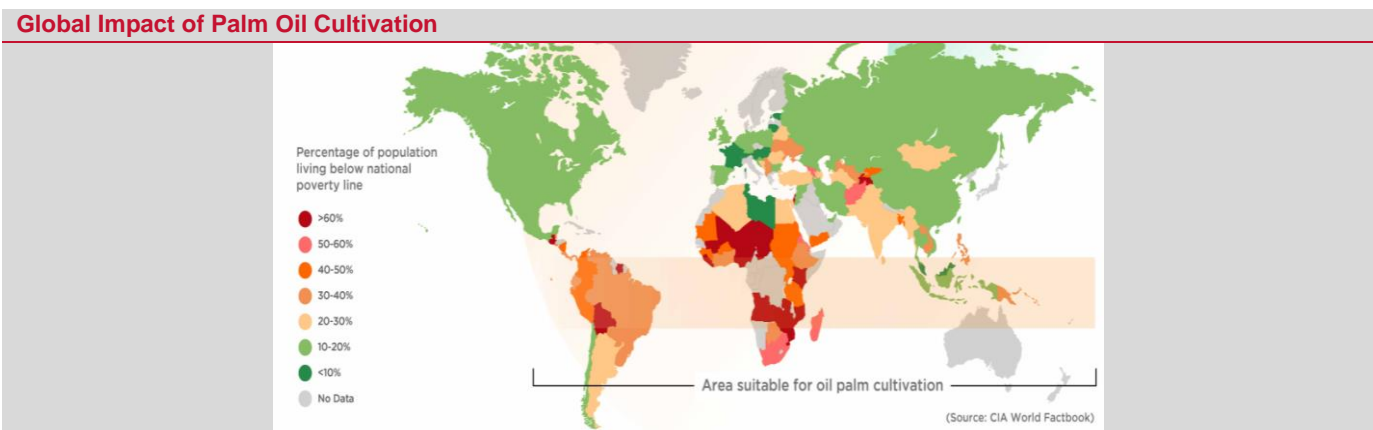 Global Impact of Palm Oil Cultivation
Percentage of population
living below national
poverty line
>60%
50-60%
40-50%
30-40%
20-30%
10-20%
<10%
No Data
Area suitable for oil palm cultivation
(Source: CIA World Factbook)